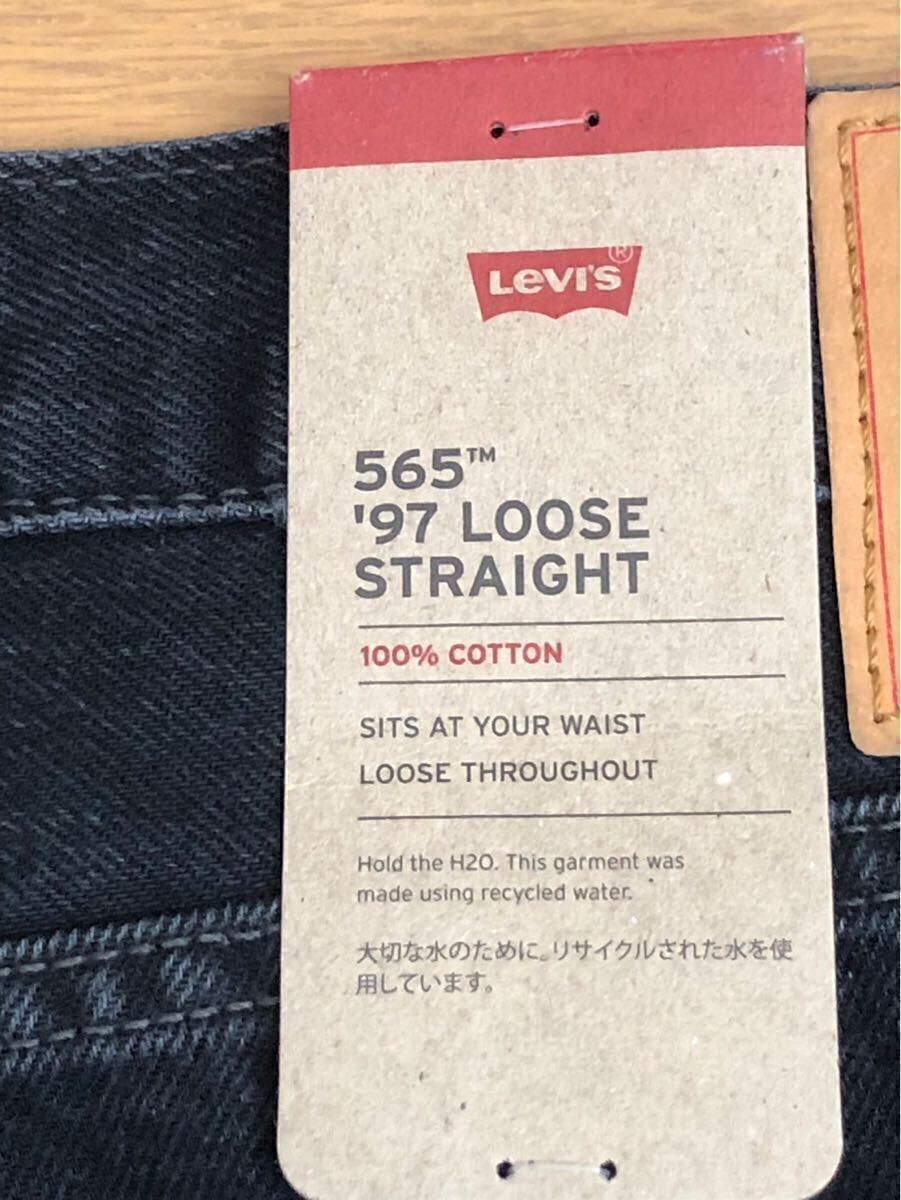 LEVI'S®
565™
'97 LOOSE
STRAIGHT
100% COTTON
SITS AT YOUR WAIST
LOOSE THROUGHOUT
Hold the H2O. This garment was
made using recycled water.
大切な水のために。リサイクルされた水を使
用しています。